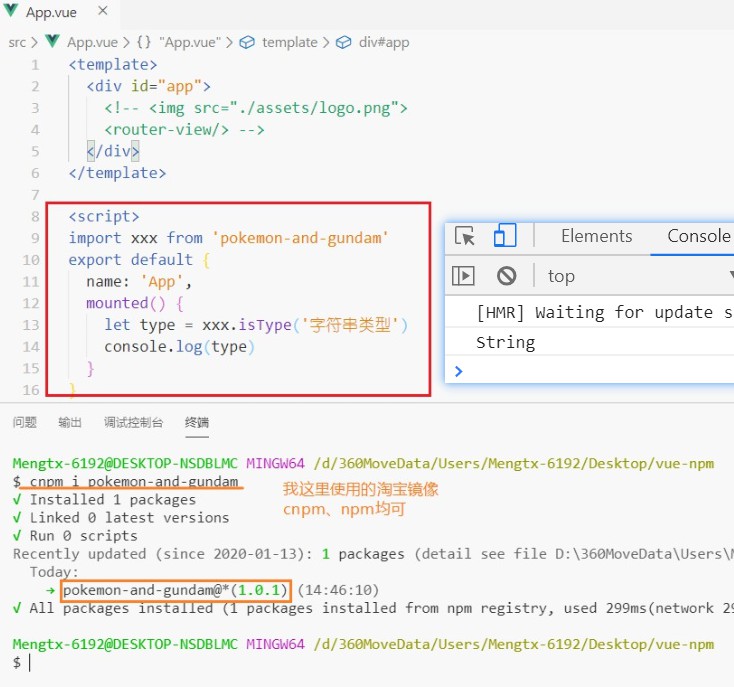 App.vue ×
src > App.vue > {} "App.vue" > template > div#app
1 <template>
2 <div id="app">
3 <!-- <img src="./assets/logo.png">
4 <router-view/> -->
5 </div>
6 </template>
7
8 <script>
9 import xxx from 'pokemon-and-gundam'
10 export default {
11 name: 'App',
12 mounted() {
13 let type = xxx.isType('字符串类型')
14 console.log(type)
15 }
16 }
Elements Console
top
[HMR] Waiting for update s
String
>
问题 输出 调试控制台 终端
Mengtx-6192@DESKTOP-NSDBLMC MINGW64 /d/360MoveData/Users/Mengtx-6192/Desktop/vue-npm
$ cnpm i pokemon-and-gundam
我这里使用的淘宝镜像
cnpm、npm均可
√ Installed 1 packages
√ Linked 0 latest versions
√ Run 0 scripts
Recently updated (since 2020-01-13): 1 packages (detail see file D:\360MoveData\Users\M
Today:
→ pokemon-and-gundam@*(1.0.1) (14:46:10)
√ All packages installed (1 packages installed from npm registry, used 299ms(network 29
Mengtx-6192@DESKTOP-NSDBLMC MINGW64 /d/360MoveData/Users/Mengtx-6192/Desktop/vue-npm
$